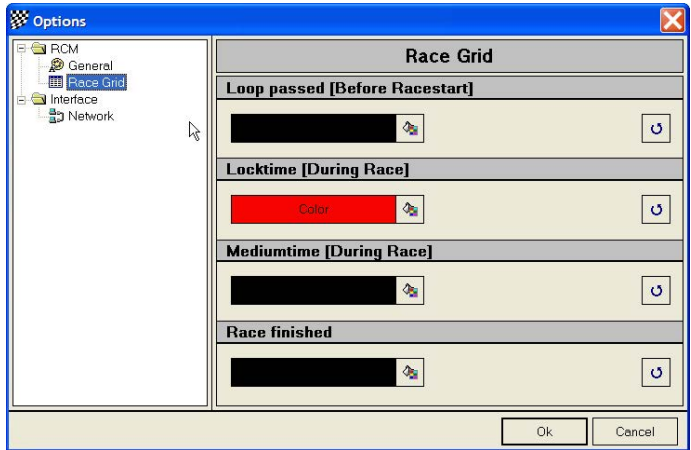 Options
RCM
General
Race Grid
Interface
Network
Race Grid
Loop passed [Before Racestart]
Locktime [During Race]
Color
Mediumtime [During Race]
Race finished
Ok
Cancel